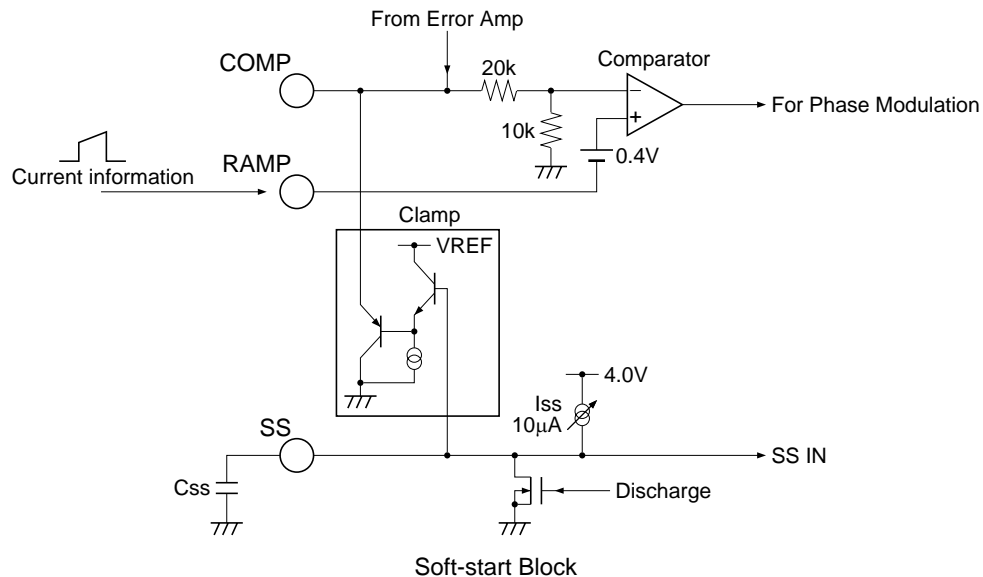 From Error Amp
COMP
20k
Comparator
−
+
For Phase Modulation
10k
0.4V
RAMP
Current information
Clamp
VREF
4.0V
Iss
10μA
SS
SS IN
Css
Discharge
Soft-start Block